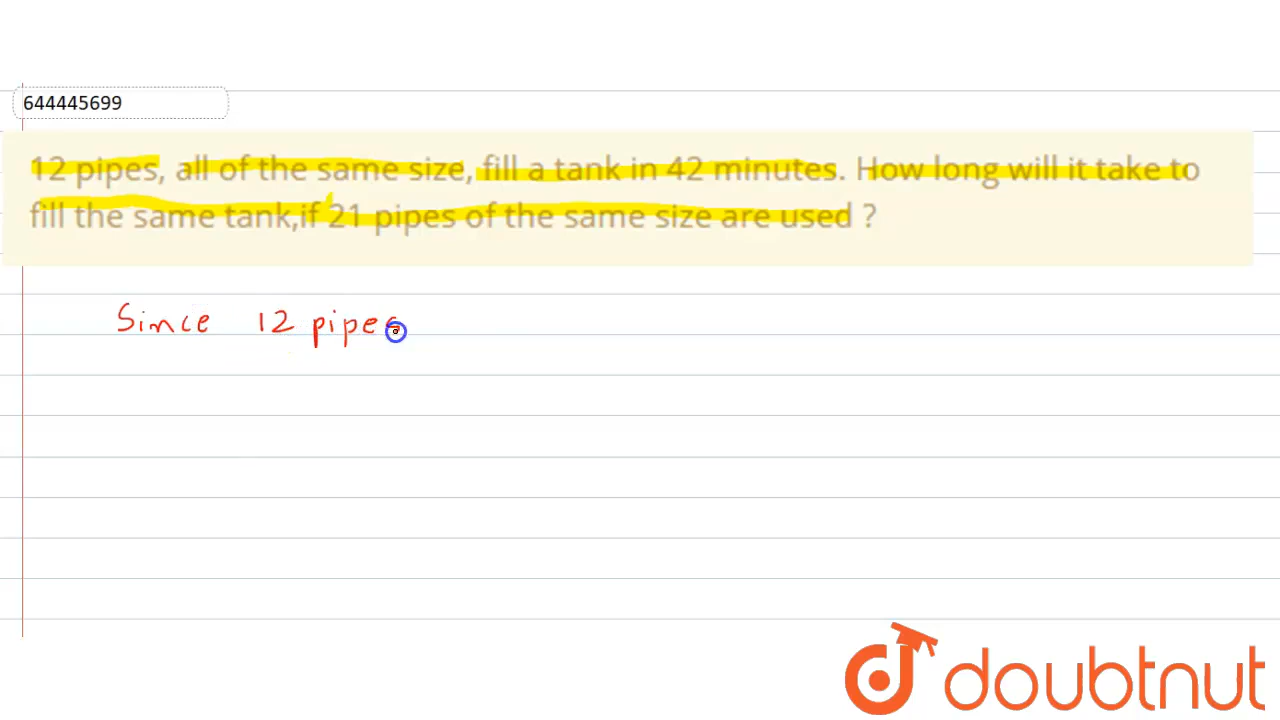 644445699
12 pipes, all of the same size, fill a tank in 42 minutes. How long will it take to
fill the same tank,if 21 pipes of the same size are used ?
Since 12 pipes
doubtnut